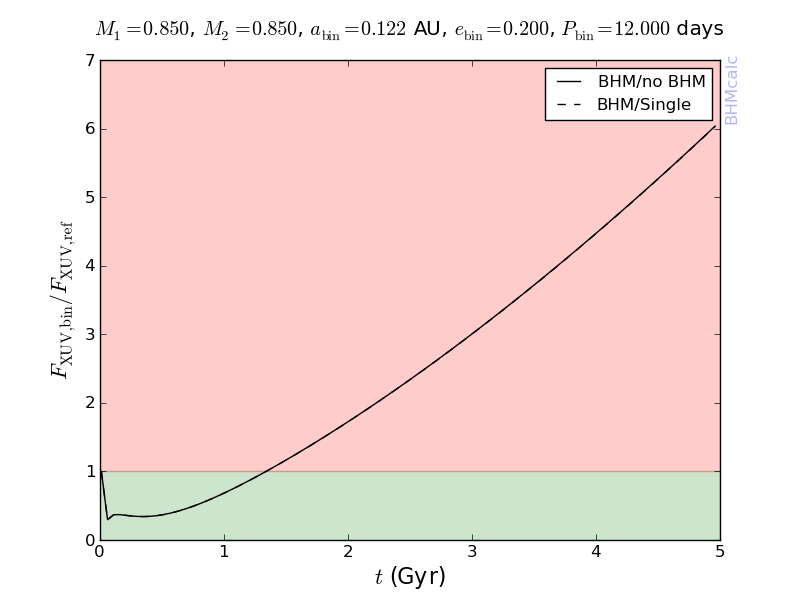 M₁ =0.850, M₂ =0.850, a_bin =0.122 AU, e_bin =0.200, P_bin =12.000 days
7
6
5
4
3
2
1
0
F_XUV,bin/F_XUV,ref
BHM/no BHM
BHM/Single
BHMcalc
0 1 2 3 4 5
t (Gyr)